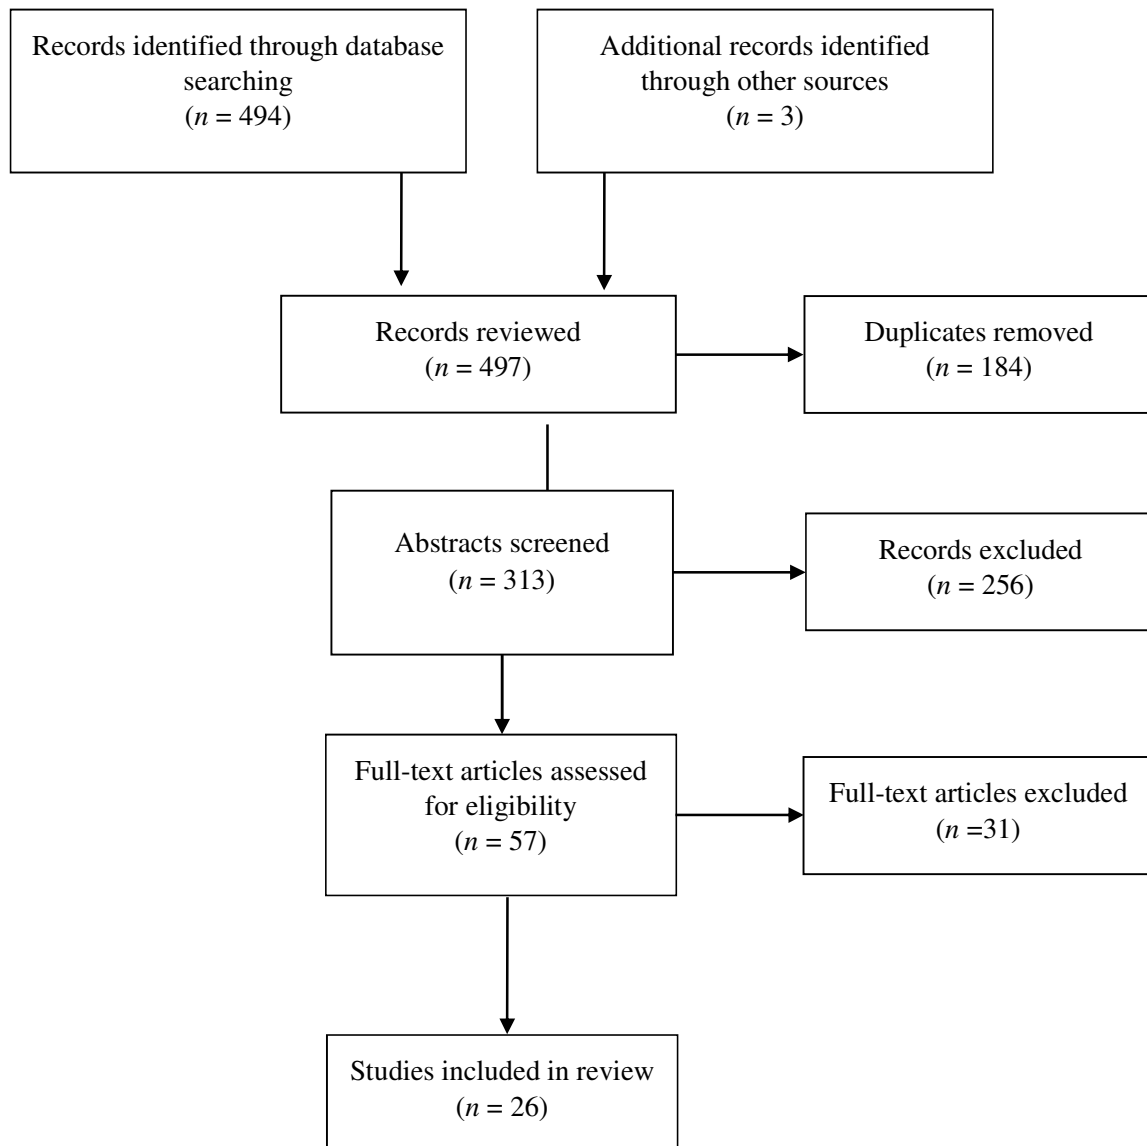 Records identified through database
searching
(n = 494)
Additional records identified
through other sources
(n = 3)
Records reviewed
(n = 497)
Duplicates removed
(n = 184)
Abstracts screened
(n = 313)
Records excluded
(n = 256)
Full-text articles assessed
for eligibility
(n = 57)
Full-text articles excluded
(n =31)
Studies included in review
(n = 26)